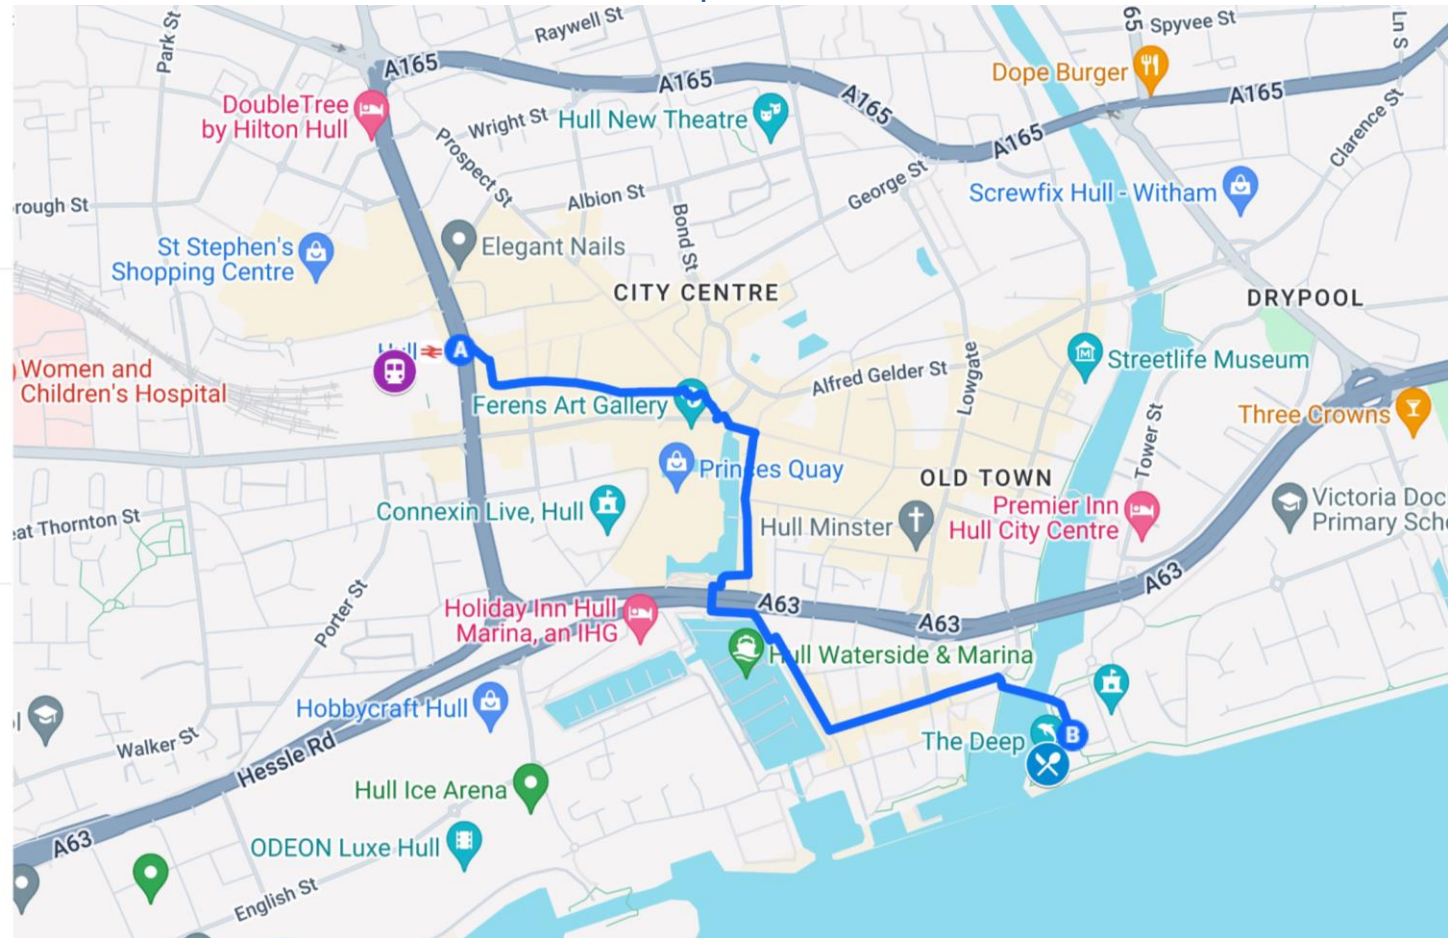 Raywell St
Park St
65
Spyvee St
Ln S
A165
A165
A165
A165
A165
Dope Burger
DoubleTree
by Hilton Hull
Wright St
Hull New Theatre
Prospect St
Clarence St
George St
Albion St
Bond St
Screwfix Hull - Witham
rough St
St Stephen's
Shopping Centre
Elegant Nails
CITY CENTRE
DRYPOOL
Hull
A
Women and
Children's Hospital
Streetlife Museum
Alfred Gelder St
Lowgate
Ferens Art Gallery
Three Crowns
Tower St
Princes Quay
OLD TOWN
Connexin Live, Hull
Hull Minster
Premier Inn
Hull City Centre
Victoria Doc
Primary Scho
eat Thornton St
Porter St
A63
A63
A63
Holiday Inn Hull
Marina, an IHG
Hull Waterside & Marina
Hobbycraft Hull
l
Walker St
Hessle Rd
The Deep
B
Hull Ice Arena
A63
ODEON Luxe Hull
English St